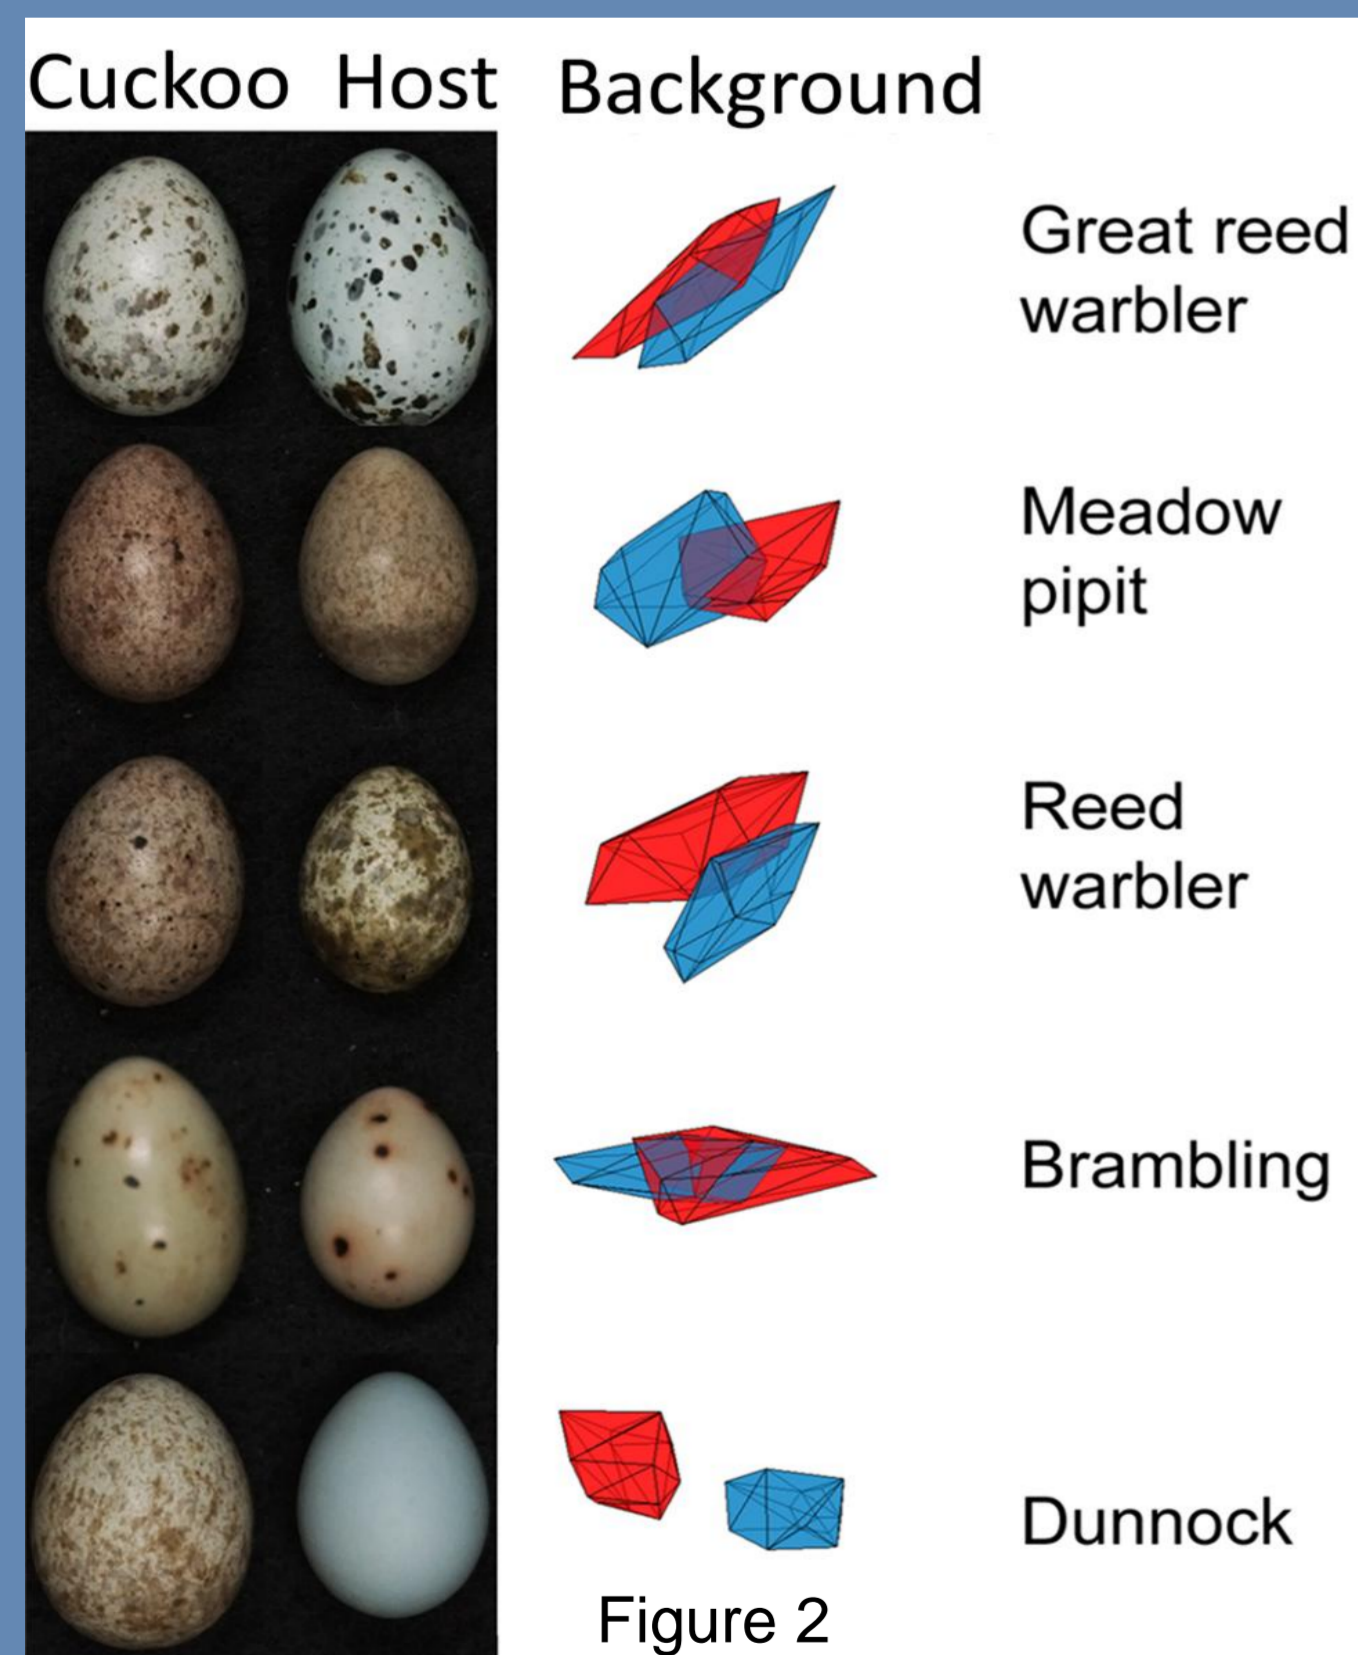 Cuckoo Host Background
Great reed
warbler
Meadow
pipit
Reed
warbler
Brambling
Dunnock
Figure 2